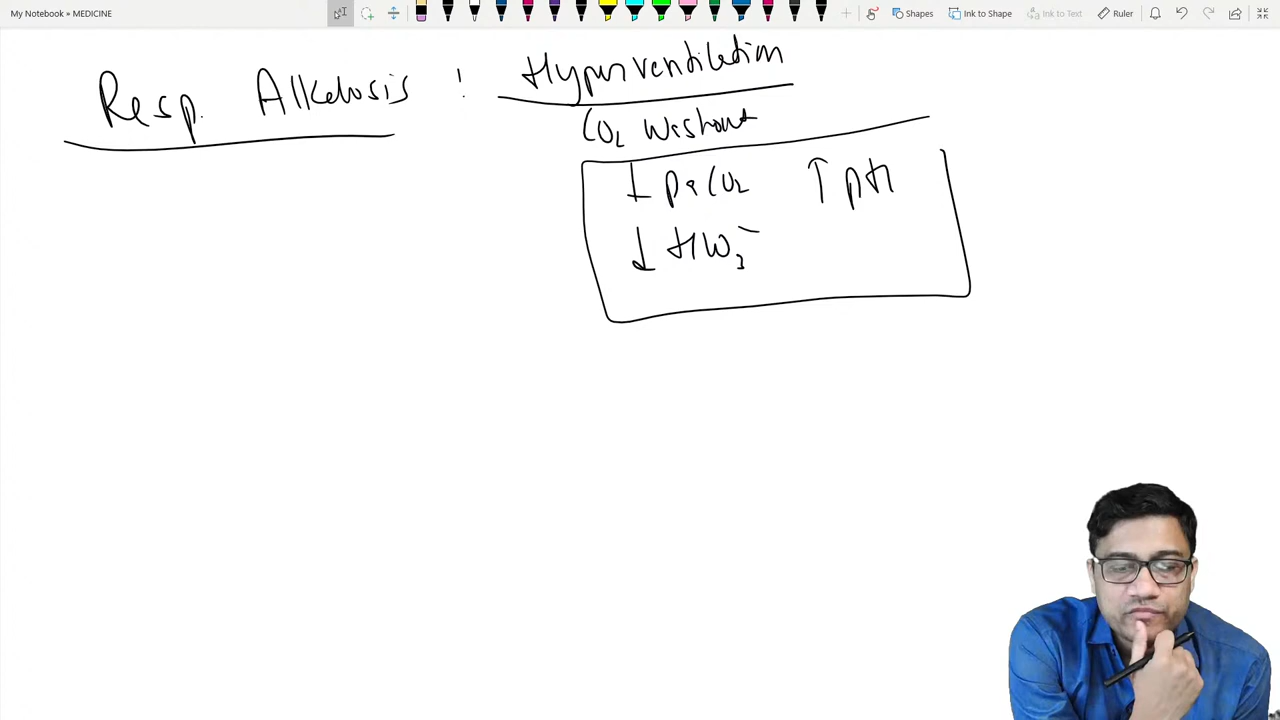 My Notebook » MEDICINE
Shapes
Ink to Shape
Ink to Text
Ruler
Resp. Alkalosis : Hyperventilation
CO₂ Washout
↓ PaCO₂ ↑ pH
↓ HCO₃⁻